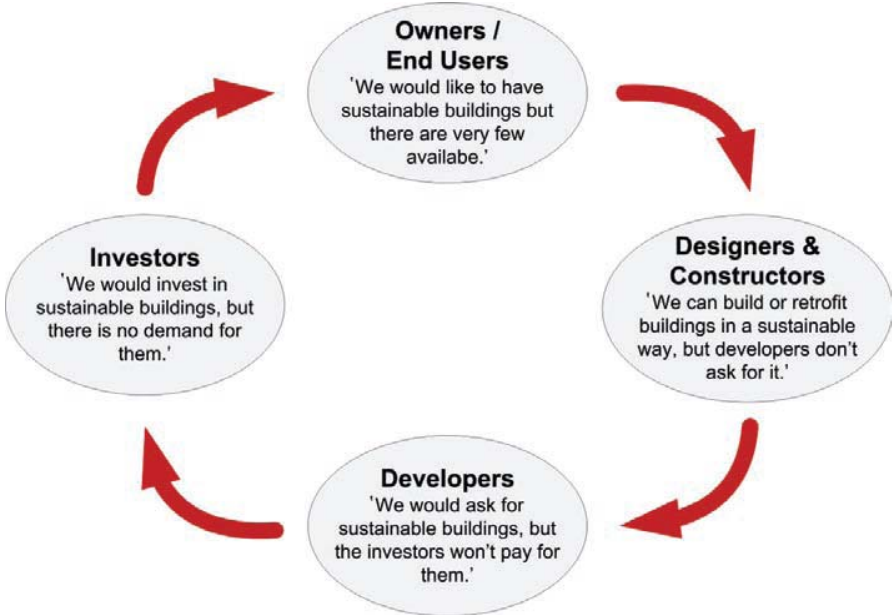 Owners /
End Users
'We would like to have
sustainable buildings but
there are very few
availabe.'
Designers &
Constructors
'We can build or retrofit
buildings in a sustainable
way, but developers don't
ask for it.'
Developers
'We would ask for
sustainable buildings, but
the investors won't pay for
them.'
Investors
'We would invest in
sustainable buildings, but
there is no demand for
them.'